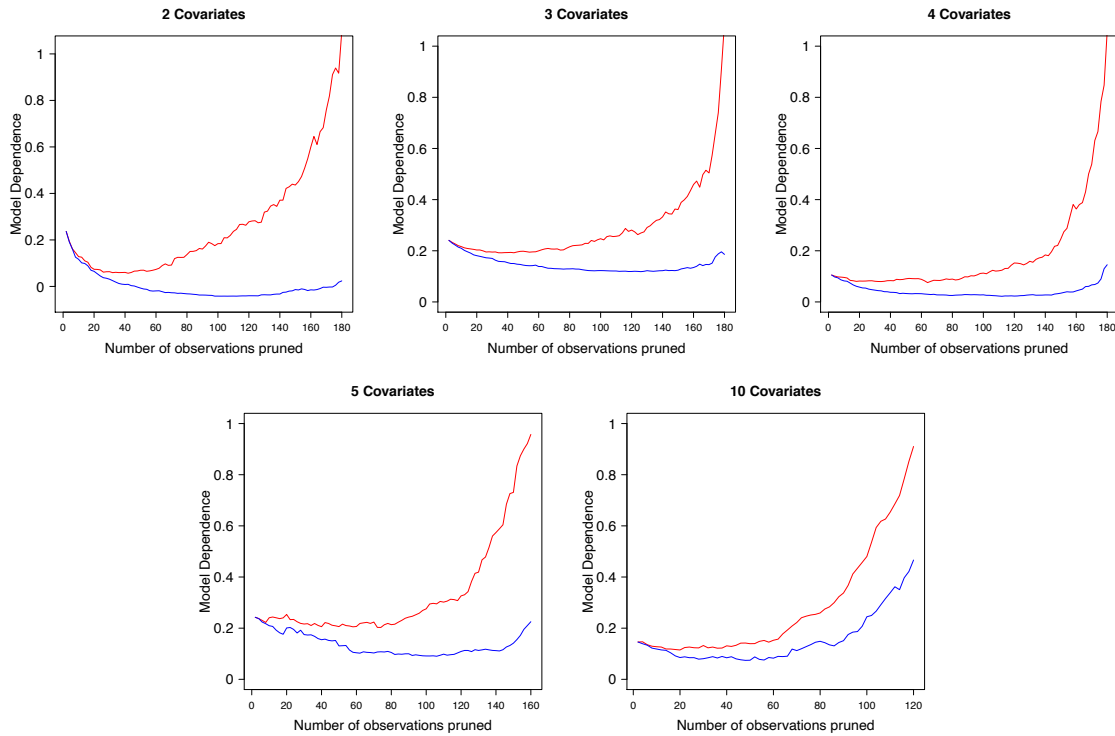 2 Covariates
3 Covariates
4 Covariates
Model Dependence
1
0.8
0.6
0.4
0.2
0
0 20 40 60 80 100 120 140 160 180
Number of observations pruned
Model Dependence
1
0.8
0.6
0.4
0.2
0
0 20 40 60 80 100 120 140 160 180
Number of observations pruned
Model Dependence
1
0.8
0.6
0.4
0.2
0
0 20 40 60 80 100 120 140 160 180
Number of observations pruned
5 Covariates
10 Covariates
Model Dependence
1
0.8
0.6
0.4
0.2
0
0 20 40 60 80 100 120 140 160
Number of observations pruned
Model Dependence
1
0.8
0.6
0.4
0.2
0
0 20 40 60 80 100 120
Number of observations pruned